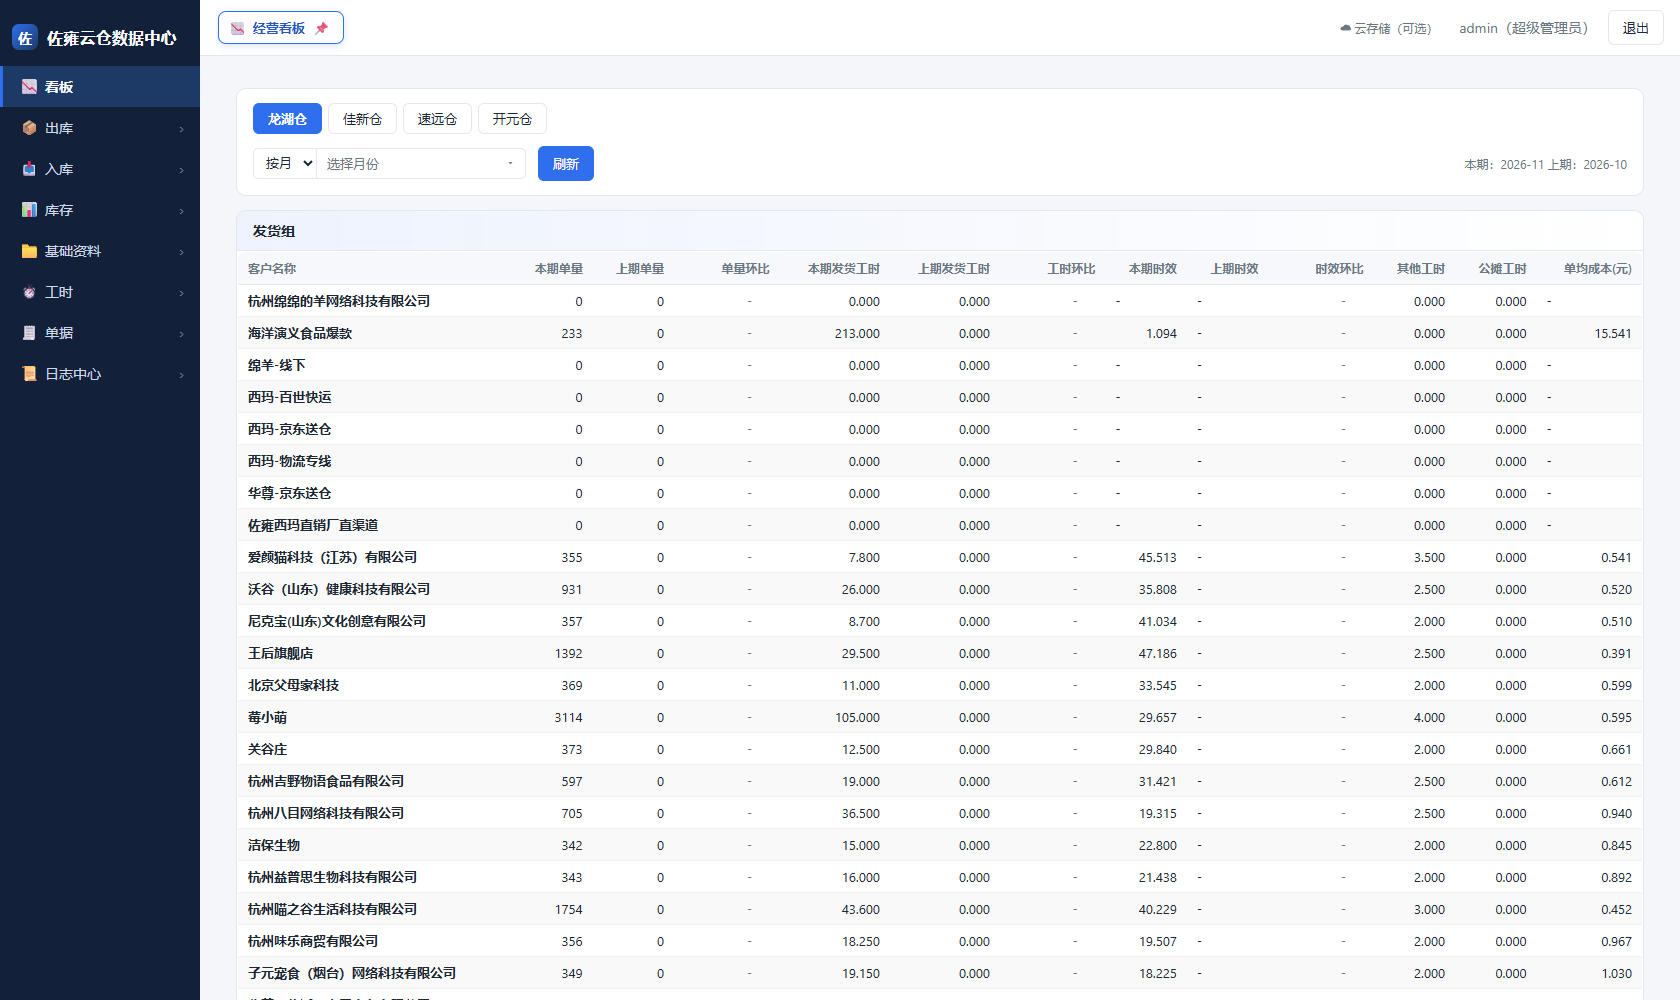 佐 佐雍云仓数据中心
看板
出库
入库
库存
基础资料
工时
单据
日志中心
经营看板
云存储（可选） admin（超级管理员） 退出
龙湖仓 佳新仓 速远仓 开元仓
按月 选择月份 刷新 本期：2026-11 上期：2026-10
发货组
客户名称 本期单量 上期单量 单量环比 本期发货工时 上期发货工时 工时环比 本期时效 上期时效 时效环比 其他工时 公摊工时 单均成本(元)
杭州绵绵的羊网络科技有限公司 0 0 - 0.000 0.000 - - - - 0.000 0.000 -
海洋演义食品爆款 233 0 - 213.000 0.000 - 1.094 - - 0.000 0.000 15.541
绵羊-线下 0 0 - 0.000 0.000 - - - - 0.000 0.000 -
西玛-百世快运 0 0 - 0.000 0.000 - - - - 0.000 0.000 -
西玛-京东送仓 0 0 - 0.000 0.000 - - - - 0.000 0.000 -
西玛-物流专线 0 0 - 0.000 0.000 - - - - 0.000 0.000 -
华尊-京东送仓 0 0 - 0.000 0.000 - - - - 0.000 0.000 -
佐雍西玛直销厂直渠道 0 0 - 0.000 0.000 - - - - 0.000 0.000 -
爱颜猫科技（江苏）有限公司 355 0 - 7.800 0.000 - 45.513 - - 3.500 0.000 0.541
沃谷（山东）健康科技有限公司 931 0 - 26.000 0.000 - 35.808 - - 2.500 0.000 0.520
尼克宝(山东)文化创意有限公司 357 0 - 8.700 0.000 - 41.034 - - 2.000 0.000 0.510
王后旗舰店 1392 0 - 29.500 0.000 - 47.186 - - 2.500 0.000 0.391
北京父母家科技 369 0 - 11.000 0.000 - 33.545 - - 2.000 0.000 0.599
莓小萌 3114 0 - 105.000 0.000 - 29.657 - - 4.000 0.000 0.595
关谷庄 373 0 - 12.500 0.000 - 29.840 - - 2.000 0.000 0.661
杭州吉野物语食品有限公司 597 0 - 19.000 0.000 - 31.421 - - 2.500 0.000 0.612
杭州八目网络科技有限公司 705 0 - 36.500 0.000 - 19.315 - - 2.500 0.000 0.940
洁保生物 342 0 - 15.000 0.000 - 22.800 - - 2.000 0.000 0.845
杭州益普思生物科技有限公司 343 0 - 16.000 0.000 - 21.438 - - 2.000 0.000 0.892
杭州喵之谷生活科技有限公司 1754 0 - 43.600 0.000 - 40.229 - - 3.000 0.000 0.452
杭州味乐商贸有限公司 356 0 - 18.250 0.000 - 19.507 - - 2.000 0.000 0.967
子元宠食（烟台）网络科技有限公司 349 0 - 19.150 0.000 - 18.225 - - 2.000 0.000 1.030